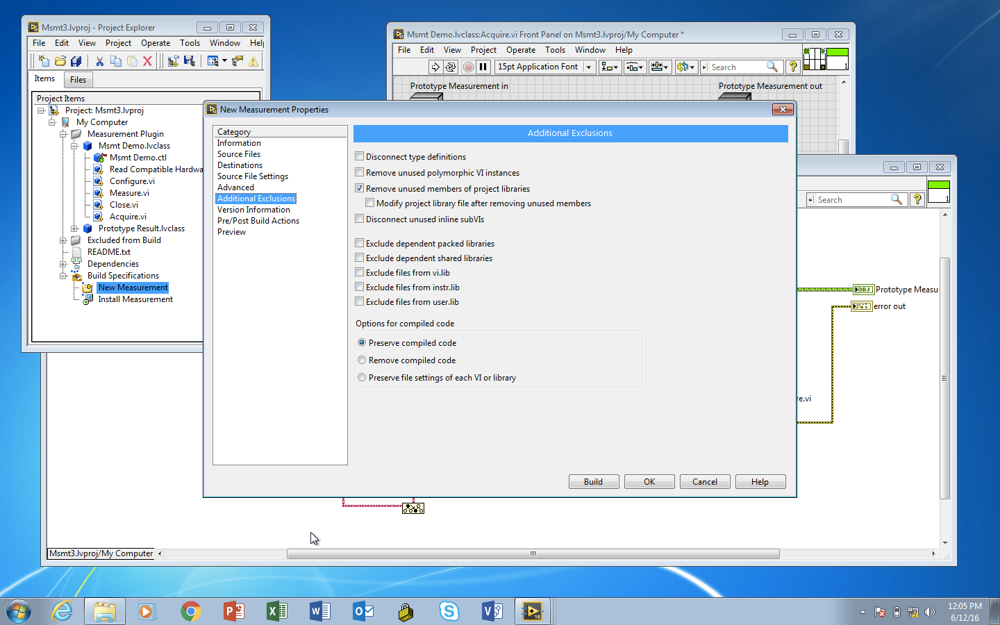 Msmt3.lvproj - Project Explorer
File Edit View Project Operate Tools Window Help
Items Files
Project Items
Project: Msmt3.lvproj
My Computer
Measurement Plugin
Msmt Demo.lvclass
Msmt Demo.ctl
Read Compatible Hardwa
Configure.vi
Measure.vi
Close.vi
Acquire.vi
Prototype Result.lvclass
Excluded from Build
README.txt
Dependencies
Build Specifications
New Measurement
Install Measurement
Msmt Demo.lvclass:Acquire.vi Front Panel on Msmt3.lvproj/My Computer *
File Edit View Project Operate Tools Window Help
15pt Application Font Search ? 1
Prototype Measurement in Prototype Measurement out
New Measurement Properties
Category
Information
Source Files
Destinations
Source File Settings
Advanced
Additional Exclusions
Version Information
Pre/Post Build Actions
Preview
Additional Exclusions
Disconnect type definitions
Remove unused polymorphic VI instances
Remove unused members of project libraries
Modify project library file after removing unused members
Disconnect unused inline subVIs
Exclude dependent packed libraries
Exclude dependent shared libraries
Exclude files from vi.lib
Exclude files from instr.lib
Exclude files from user.lib
Options for compiled code
Preserve compiled code
Remove compiled code
Preserve file settings of each VI or library
Build OK Cancel Help
Search ? 1
OBJ Prototype Measu
error out
re.vi
Msmt3.lvproj/My Computer
12:05 PM
6/12/16